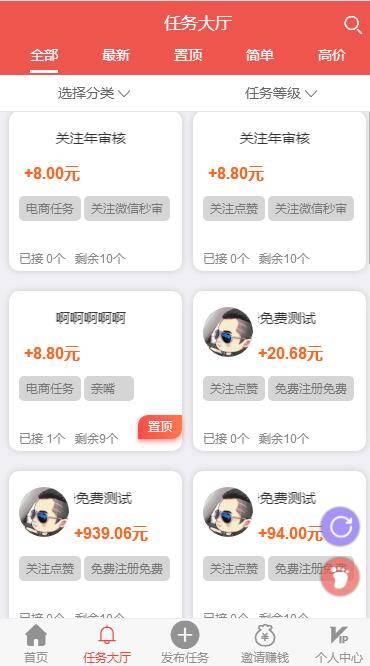 任务大厅
全部 最新 置顶 简单 高价
选择分类 任务等级
关注年审核
+8.00元
电商任务 关注微信秒审
已接 0个 剩余10个
关注年审核
+8.80元
关注点赞 关注微信秒审
已接 0个 剩余10个
啊啊啊啊啊
+8.80元
电商任务 亲嘴
置顶
已接 1个 剩余9个
免费测试
+20.68元
关注点赞 免费注册免费
已接 0个 剩余10个
免费测试
+939.06元
关注点赞 免费注册免费
免费测试
+94.00元
关注点赞 免费注册免费
首页 任务大厅 发布任务 邀请赚钱 个人中心
VIP